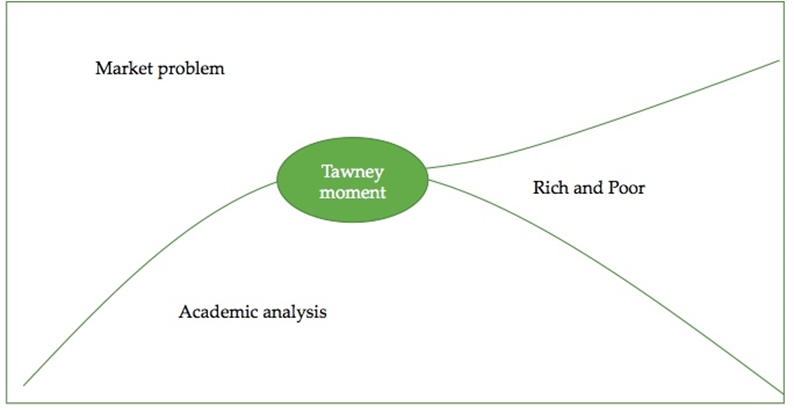 Market problem
Tawney
moment
Rich and Poor
Academic analysis